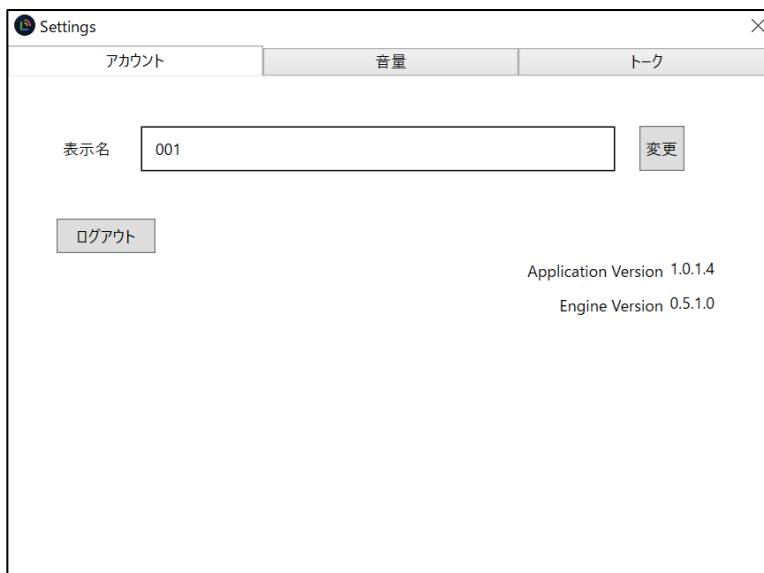 Settings
アカウント 音量 トーク
表示名 001 変更
ログアウト
Application Version 1.0.1.4
Engine Version 0.5.1.0